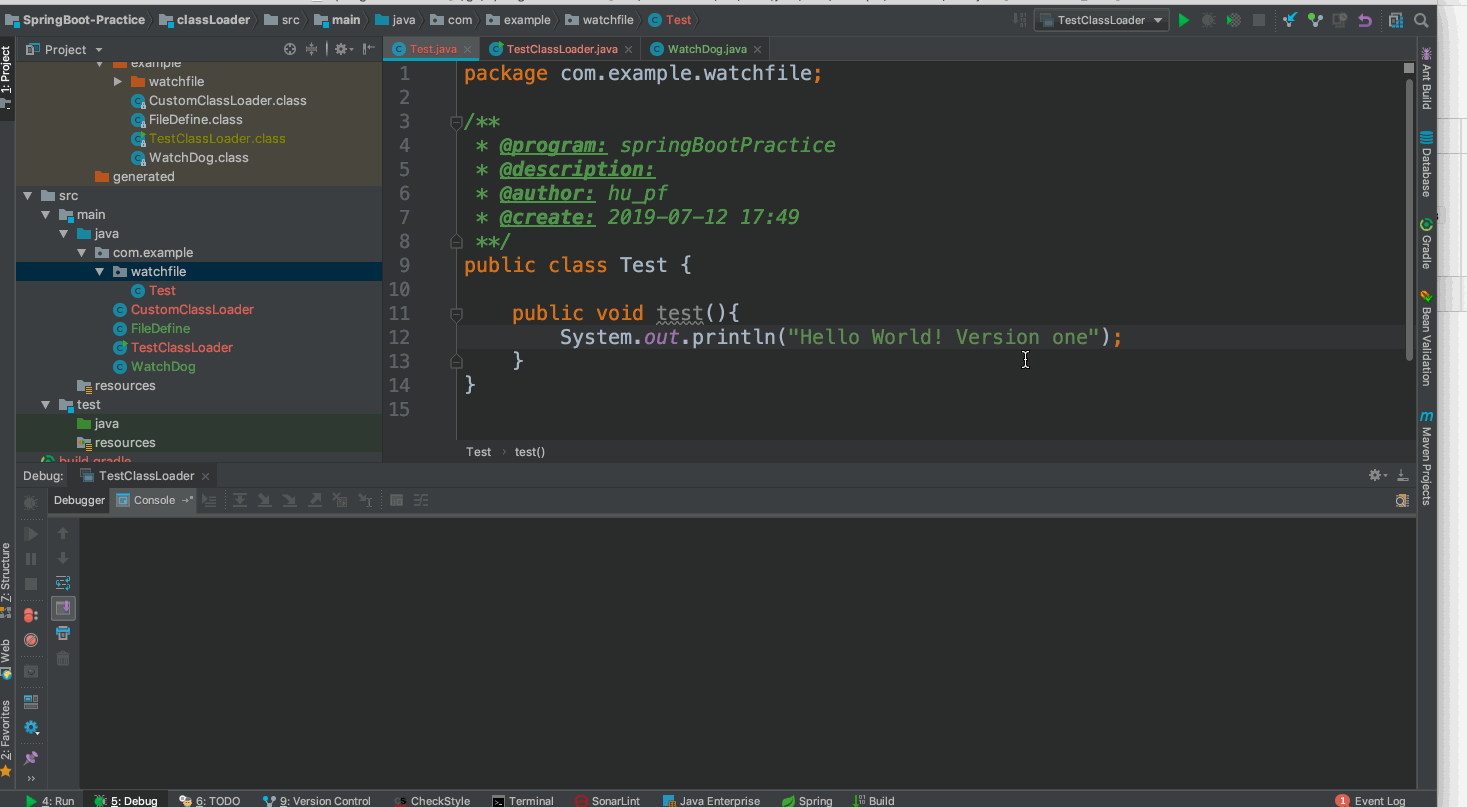 SpringBoot-Practice classLoader src main java com example watchfile Test TestClassLoader
1: Project
Project
Test.java TestClassLoader.java WatchDog.java
example
watchfile
CustomClassLoader.class
FileDefine.class
TestClassLoader.class
WatchDog.class
generated
src
main
java
com.example
watchfile
Test
CustomClassLoader
FileDefine
TestClassLoader
WatchDog
resources
test
java
resources
build.gradle
1 package com.example.watchfile;
2
3 /**
4 * @program: springBootPractice
5 * @description:
6 * @author: hu_pf
7 * @create: 2019-07-12 17:49
8 **/
9 public class Test {
10
11 public void test(){
12 System.out.println("Hello World! Version one");
13 }
14 }
15
Test › test()
Ant Build
Database
Gradle
Bean Validation
Maven Projects
Debug: TestClassLoader
Debugger Console
7: Structure
Web
2: Favorites
4: Run 5: Debug 6: TODO 9: Version Control CheckStyle Terminal SonarLint Java Enterprise Spring Build 1 Event Log